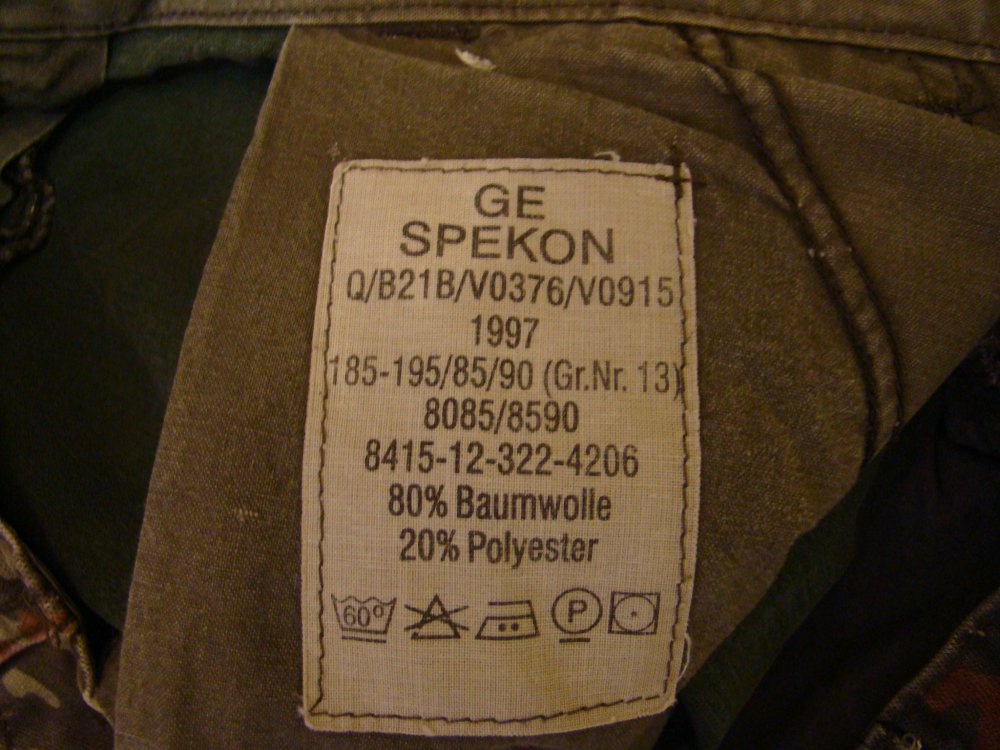 GE
SPEKON
Q/B21B/V0376/V0915
1997
185-195/85/90 (Gr.Nr. 13)
8085/8590
8415-12-322-4206
80% Baumwolle
20% Polyester
60° P